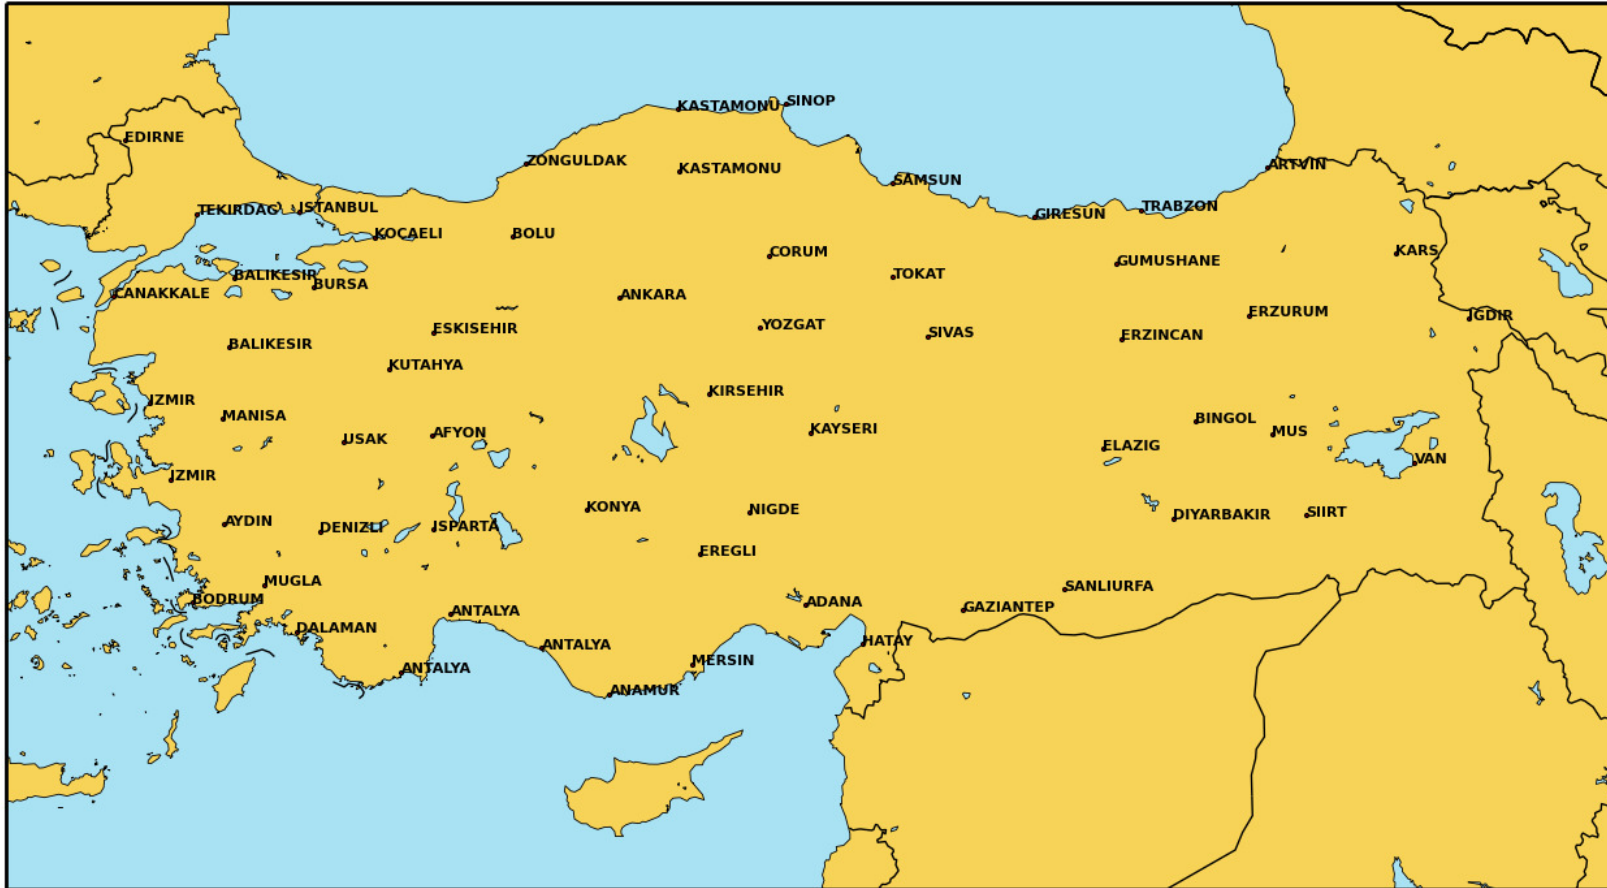 SINOP
KASTAMONU
EDIRNE
ZONGULDAK
ARTVIN
KASTAMONU
SAMSUN
TEKIRDAG
ISTANBUL
GIRESUN
TRABZON
KOCAELI
BOLU
CORUM
KARS
GUMUSHANE
BALIKESIR
TOKAT
BURSA
CANAKKALE
ANKARA
ERZURUM
IGDIR
ESKISEHIR
YOZGAT
SIVAS
ERZINCAN
BALIKESIR
KUTAHYA
KIRSEHIR
IZMIR
MANISA
BINGOL
KAYSERI
MUS
AFYON
USAK
ELAZIG
VAN
IZMIR
KONYA
NIGDE
SIIRT
DIYARBAKIR
AYDIN
DENIZLI
ISPARTA
EREGLI
MUGLA
SANLIURFA
BODRUM
ADANA
GAZIANTEP
ANTALYA
DALAMAN
HATAY
ANTALYA
MERSIN
ANTALYA
ANAMUR